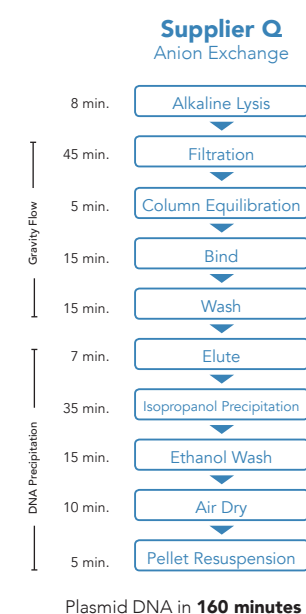 Supplier Q
Anion Exchange
8 min. Alkaline Lysis
45 min. Filtration
5 min. Column Equilibration
15 min. Bind
15 min. Wash
7 min. Elute
35 min. Isopropanol Precipitation
15 min. Ethanol Wash
10 min. Air Dry
5 min. Pellet Resuspension
Gravity Flow
DNA Precipitation
Plasmid DNA in 160 minutes